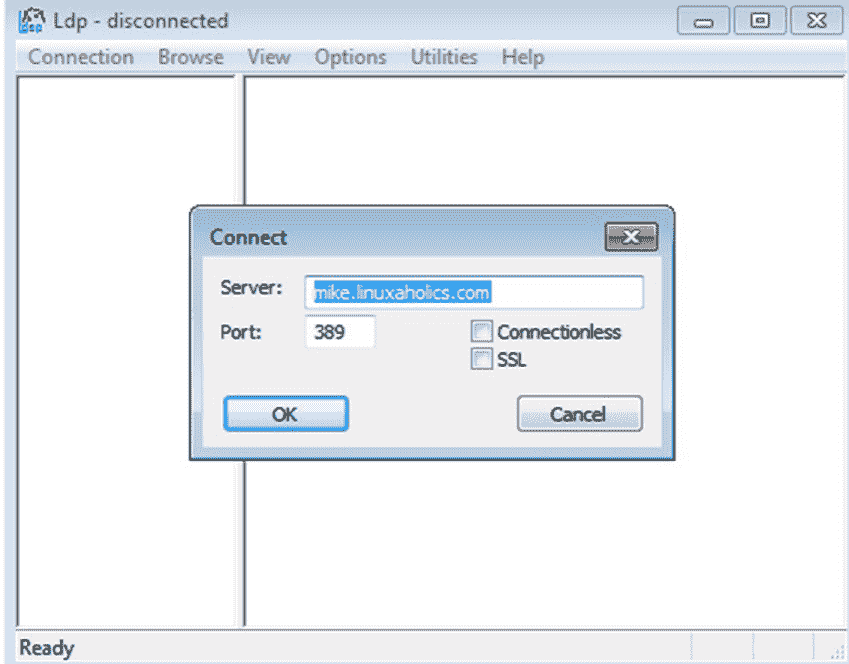 Ldp - disconnected
Connection Browse View Options Utilities Help
Connect
Server: mike.linuxaholics.com
Port: 389 Connectionless
SSL
OK Cancel
Ready